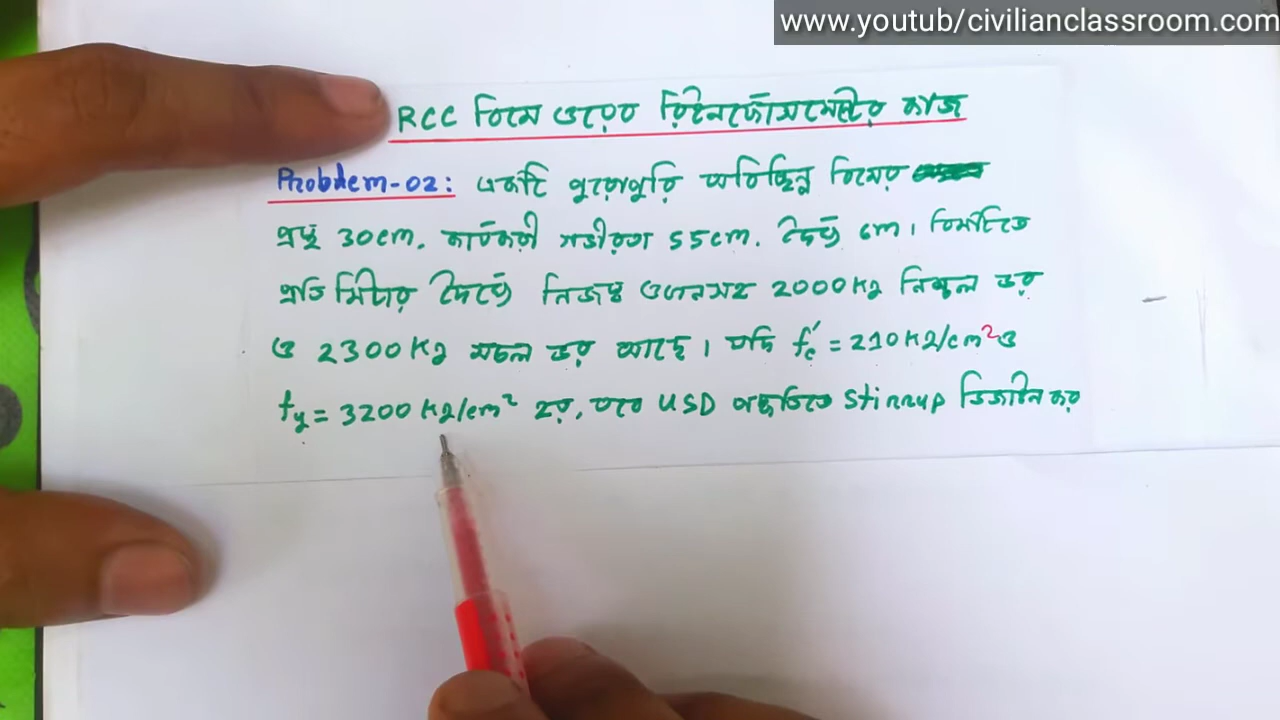 www.youtub/civilianclassroom.com
RCC বিমে ওয়েব রিইনফোর্সমেন্টের কাজ
Problem-02: একটি পুরোপুরি অবিছিন্ন বিমের
প্রস্থ 30cm. কার্যকরী গভীরতা 55cm. দৈর্ঘ্য 6m। বিমটিতে
প্রতি মিটার দৈর্ঘ্যে নিজস্ব ওজনসহ 2000Kg নিশ্চল ভর
ও 2300Kg সচল ভর আছে। যদি fc' = 210Kg/cm² ও
fy = 3200 Kg/cm² হয়, তবে USD পদ্ধতিতে Stirrup ডিজাইন কর